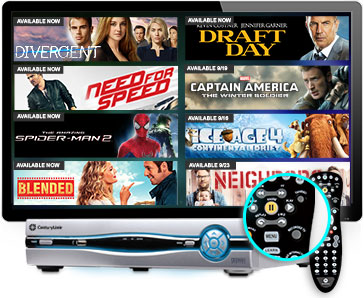 AVAILABLE NOW
DIVERGENT
AVAILABLE NOW
NEED FOR
SPEED
AVAILABLE NOW
THE AMAZING
SPIDER-MAN 2
AVAILABLE NOW
BLENDED
AVAILABLE NOW
KEVIN COSTNER JENNIFER GARNER
DRAFT
DAY
AVAILABLE 9/19
MARVEL
CAPTAIN AMERICA
THE WINTER SOLDIER
AVAILABLE 9/16
ICE AGE 4
CONTINENTAL DRIFT
AVAILABLE 9/23
NEIGHBOR
CenturyLink
MENU